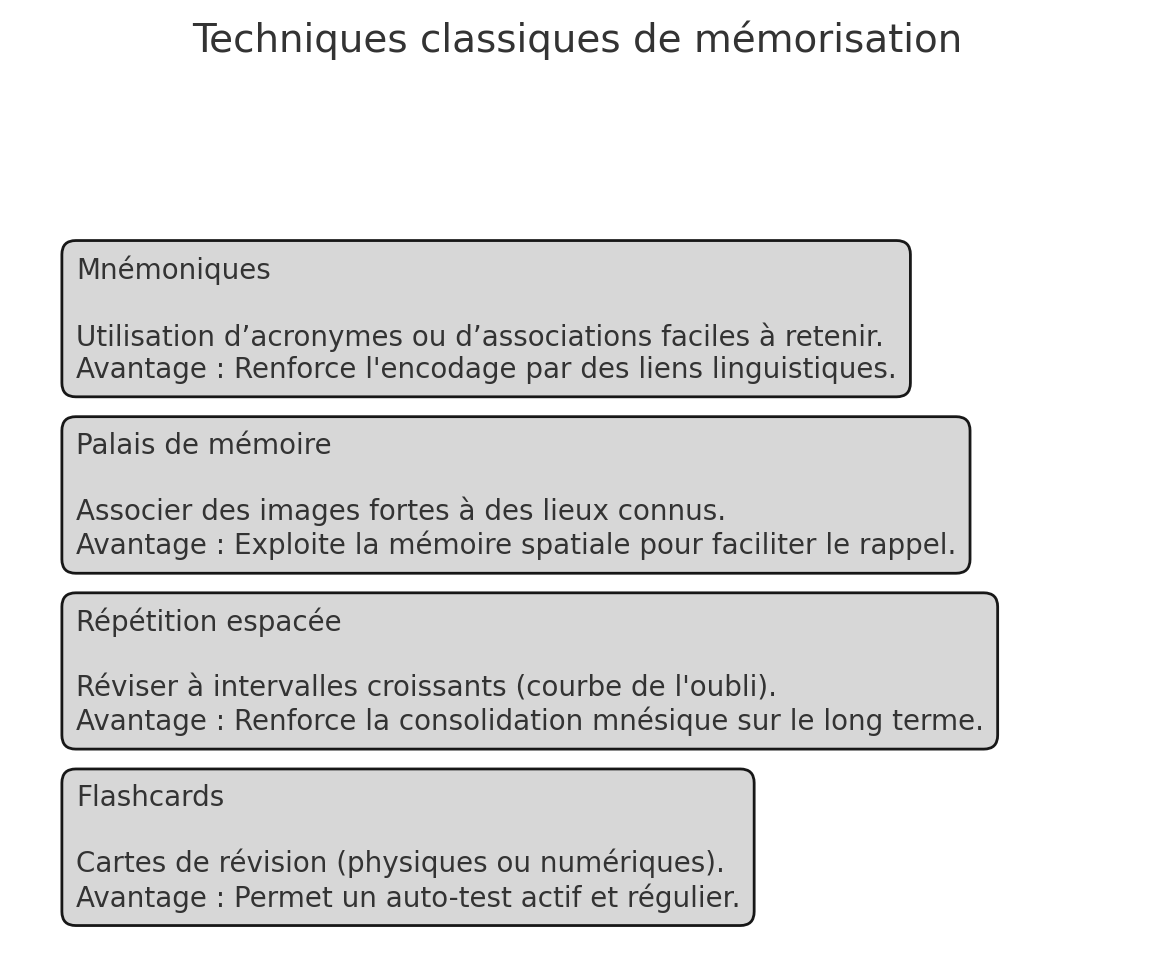 Techniques classiques de mémorisation
Mnémoniques
Utilisation d’acronymes ou d’associations faciles à retenir.
Avantage : Renforce l'encodage par des liens linguistiques.
Palais de mémoire
Associer des images fortes à des lieux connus.
Avantage : Exploite la mémoire spatiale pour faciliter le rappel.
Répétition espacée
Réviser à intervalles croissants (courbe de l'oubli).
Avantage : Renforce la consolidation mnésique sur le long terme.
Flashcards
Cartes de révision (physiques ou numériques).
Avantage : Permet un auto-test actif et régulier.